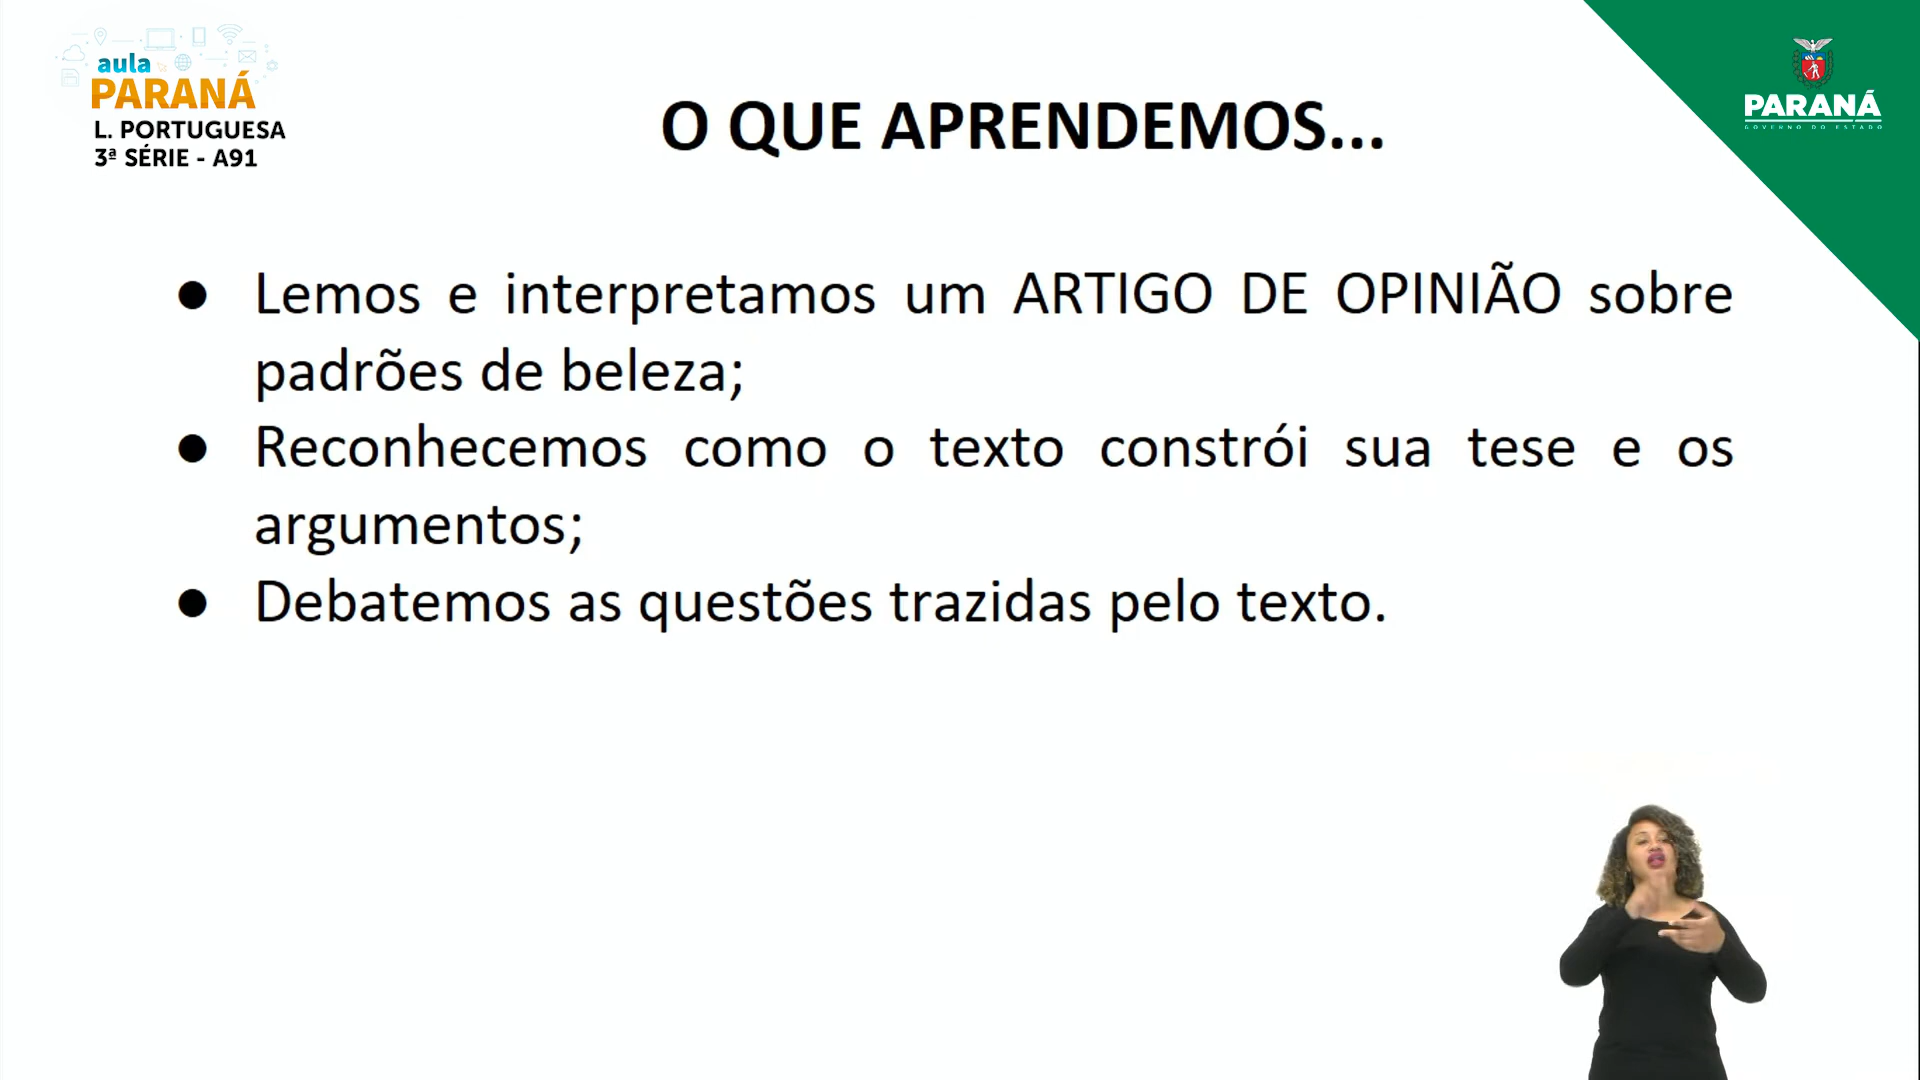 aula
PARANÁ
L. PORTUGUESA
3ª SÉRIE - A91
O QUE APRENDEMOS...
PARANÁ
GOVERNO DO ESTADO
● Lemos e interpretamos um ARTIGO DE OPINIÃO sobre
padrões de beleza;
● Reconhecemos como o texto constrói sua tese e os
argumentos;
● Debatemos as questões trazidas pelo texto.